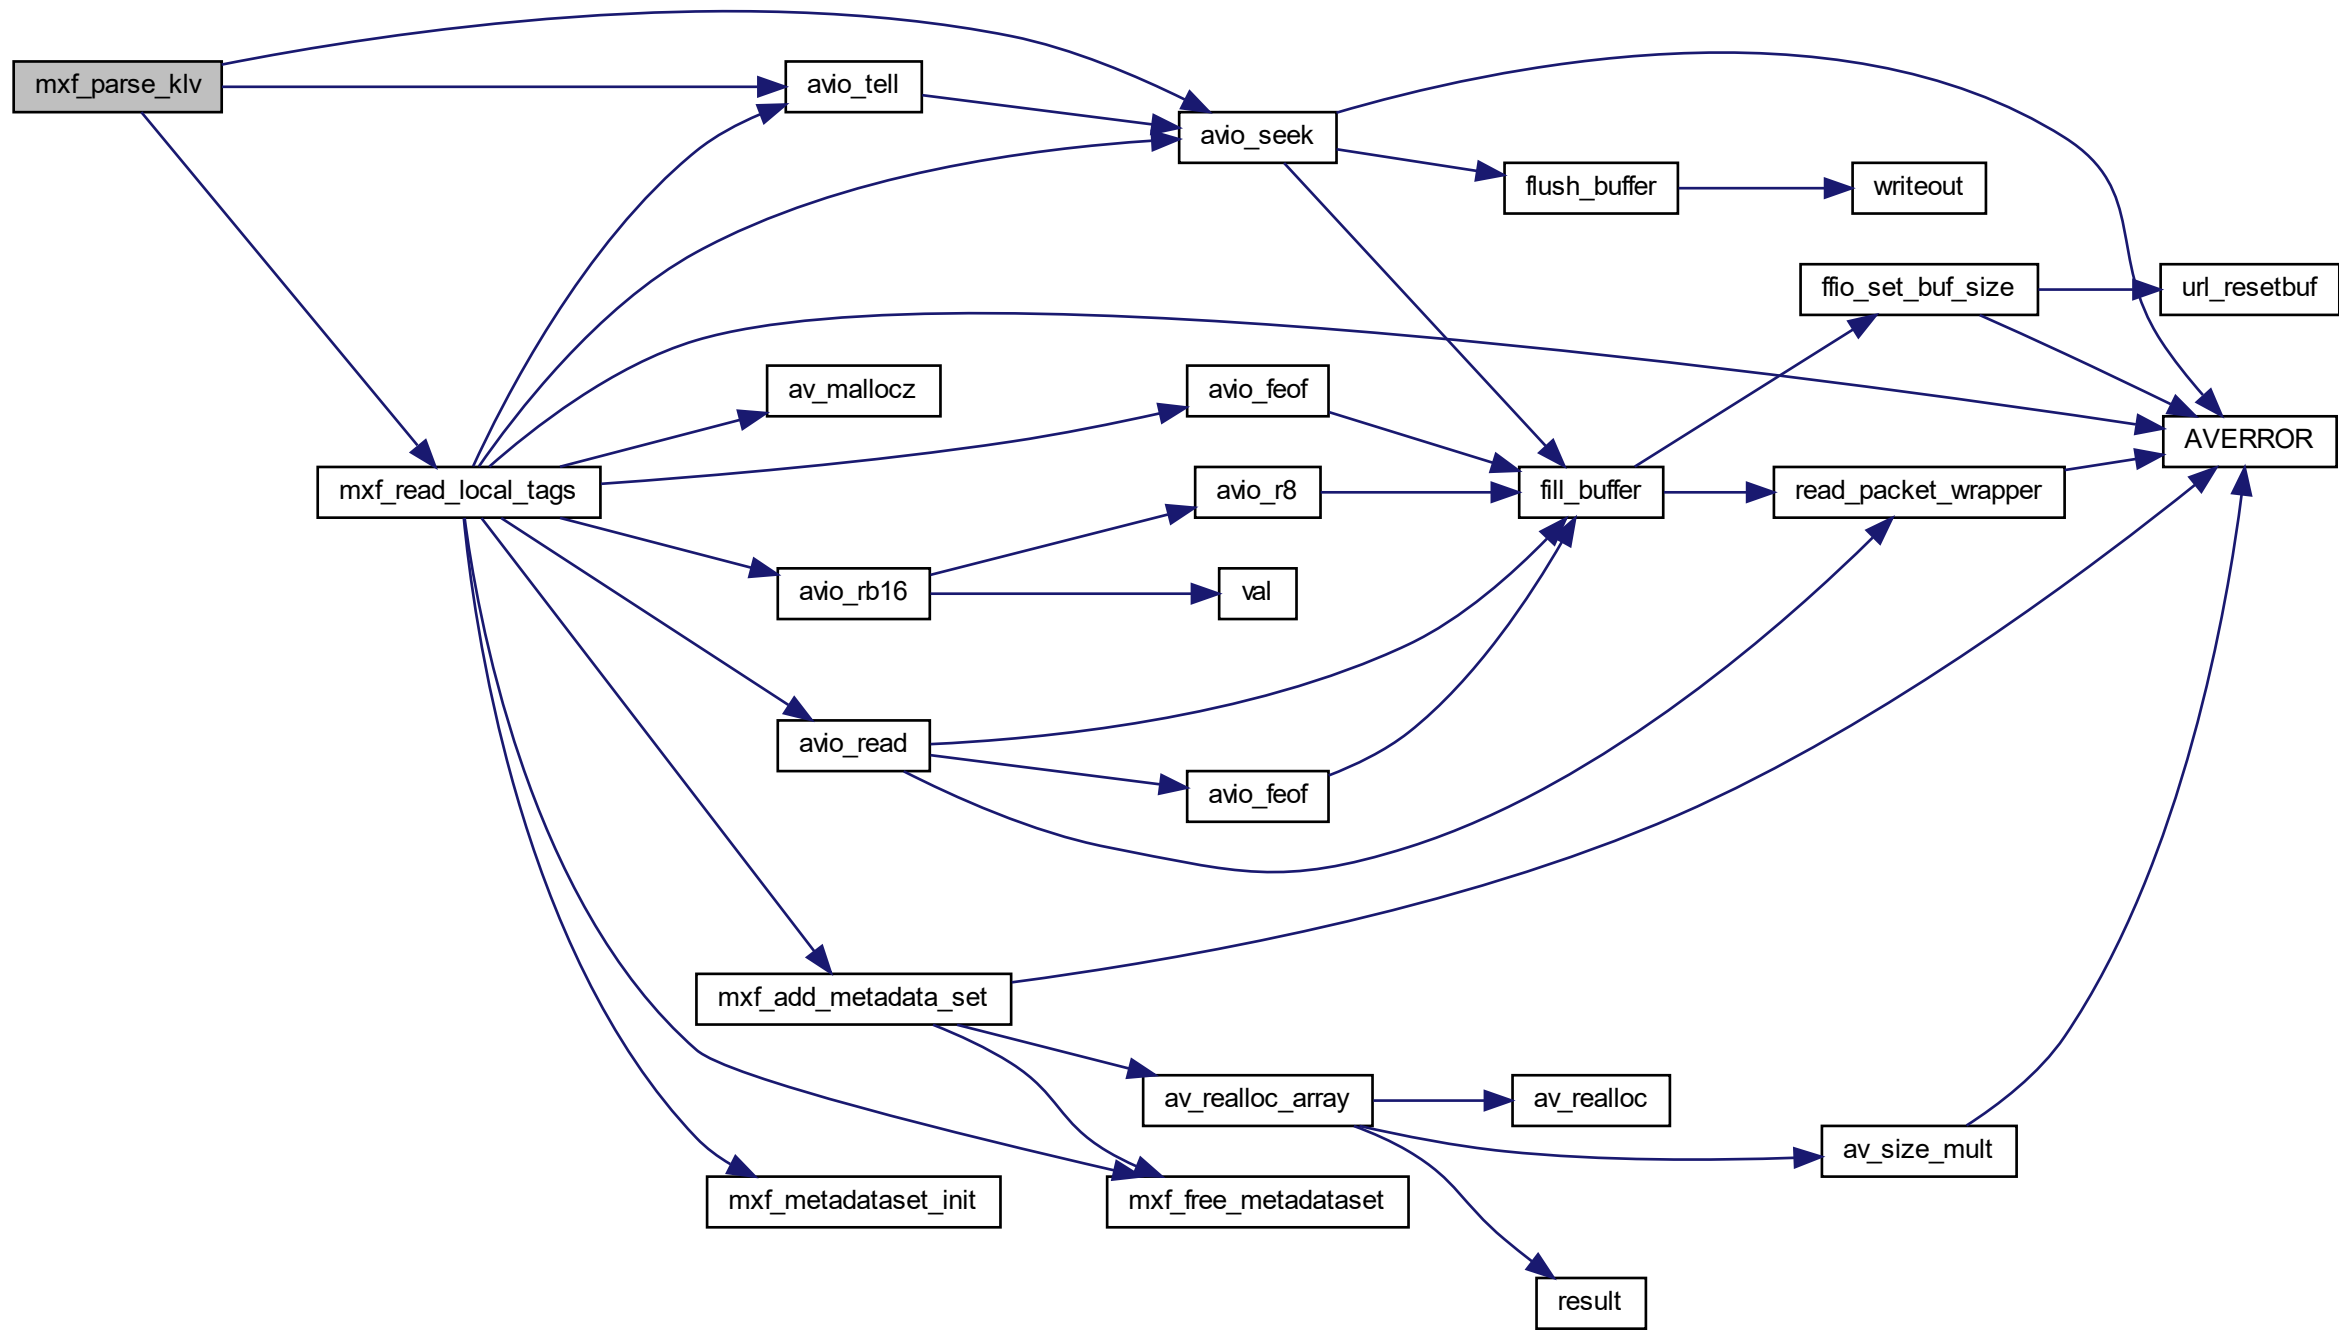 mxf_parse_klv
avio_tell
avio_seek
flush_buffer
writeout
ffio_set_buf_size
url_resetbuf
av_mallocz
avio_feof
AVERROR
mxf_read_local_tags
avio_r8
fill_buffer
read_packet_wrapper
avio_rb16
val
avio_read
avio_feof
mxf_add_metadata_set
av_realloc_array
av_realloc
av_size_mult
mxf_metadataset_init
mxf_free_metadataset
result